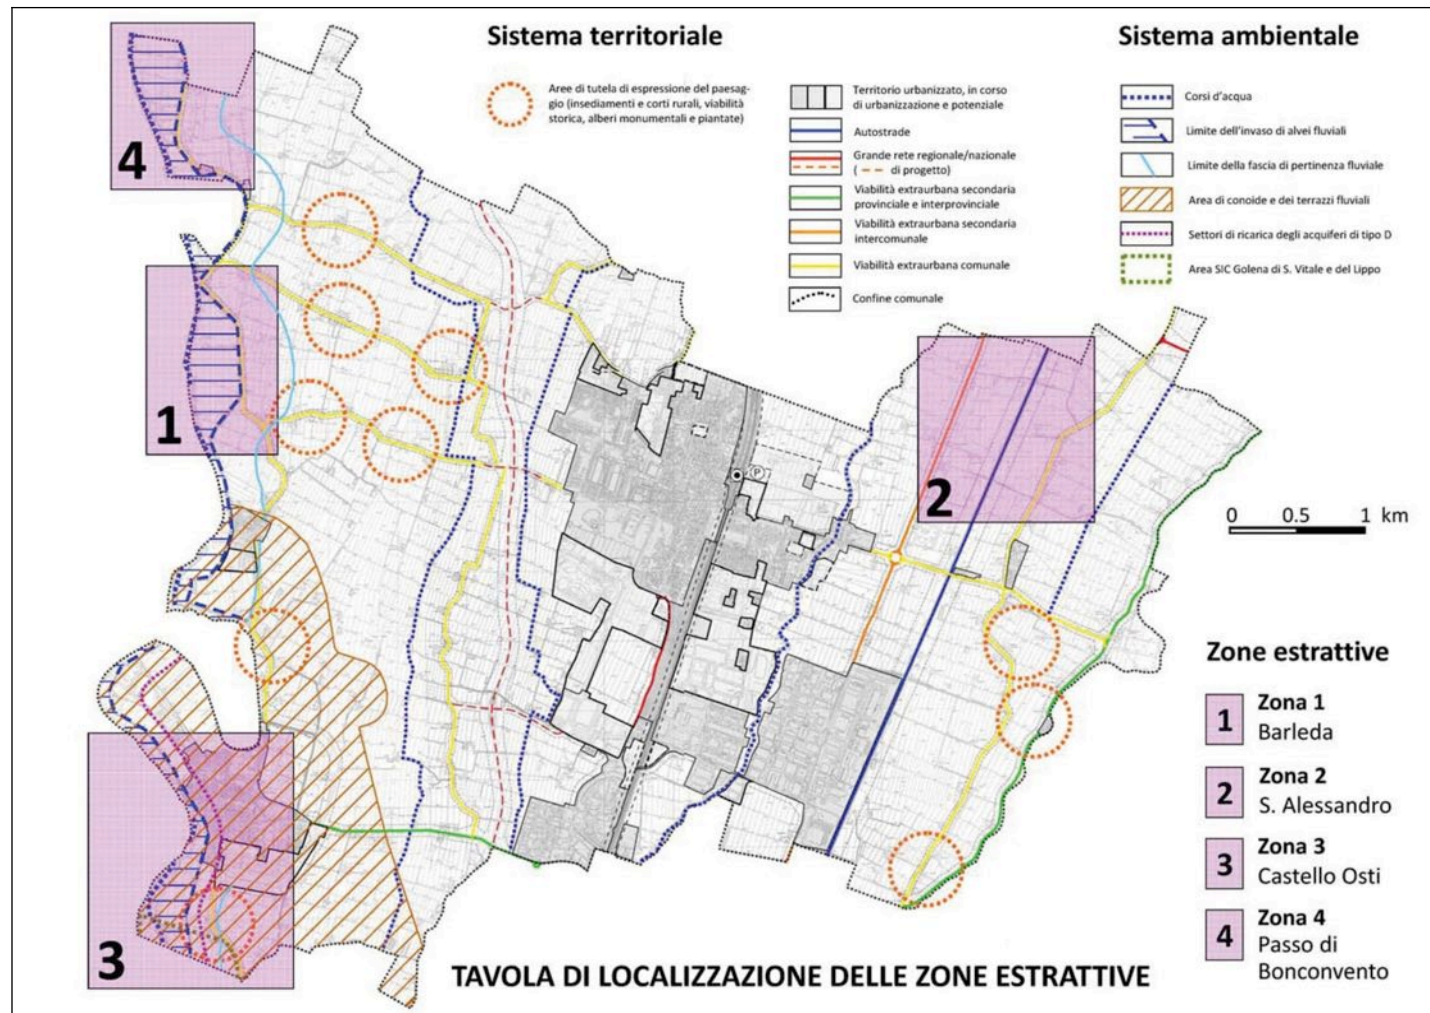 Sistema territoriale
Aree di tutela di espressione del paesag-
gio (insediamenti e corti rurali, viabilità
storica, alberi monumentali e piantate)
Territorio urbanizzato, in corso
di urbanizzazione e potenziale
Autostrade
Grande rete regionale/nazionale
( di progetto)
Viabilità extraurbana secondaria
provinciale e interprovinciale
Viabilità extraurbana secondaria
intercomunale
Viabilità extraurbana comunale
Confine comunale
Sistema ambientale
Corsi d'acqua
Limite dell'invaso di alvei fluviali
Limite della fascia di pertinenza fluviale
Area di conoide e dei terrazzi fluviali
Settori di ricarica degli acquiferi di tipo D
Area SIC Golena di S. Vitale e del Lippo
4
1
2
3
P
0 0.5 1 km
Zone estrattive
1 Zona 1
Barleda
2 Zona 2
S. Alessandro
3 Zona 3
Castello Osti
4 Zona 4
Passo di
Bonconvento
TAVOLA DI LOCALIZZAZIONE DELLE ZONE ESTRATTIVE